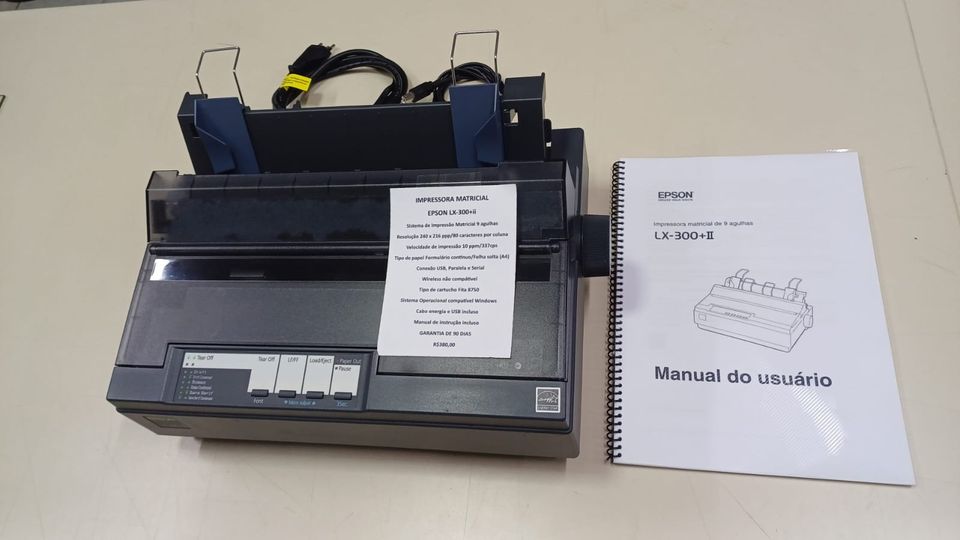 IMPRESSORA MATRICIAL
EPSON LX-300+ii
Sistema de Impressão Matricial 9 agulhas
Resolução 240 x 216 ppp/80 caracteres por coluna
Velocidade de impressão 10 ppm/337cps
Tipo de papel Formulário contínuo/Folha solta (A4)
Conexão USB, Paralela e Serial
Wireless não compatível
Tipo de cartucho Fita 8750
Sistema Operacional compatível Windows
Cabo energia e USB incluso
Manual de instrução incluso
GARANTIA DE 90 DIAS
R$380,00
Tear Off
Tear Off
LF/FF
Load/Eject
Paper Out
Pause
Font
Micro Adjust
EPSON
Impressora matricial de 9 agulhas
LX-300+II
Manual do usuário